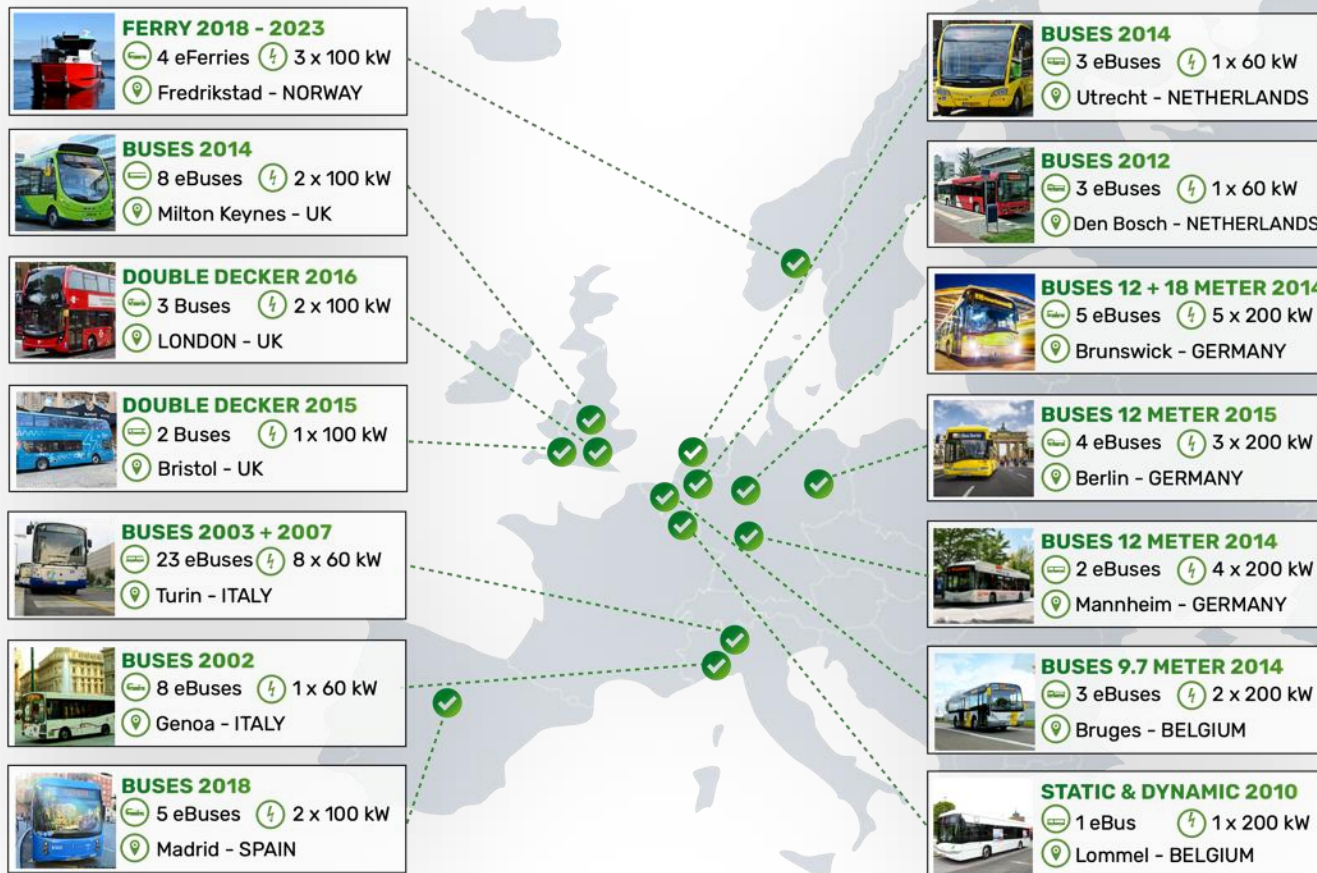 FERRY 2018 - 2023
4 eFerries 3 x 100 kW
Fredrikstad - NORWAY
BUSES 2014
8 eBuses 2 x 100 kW
Milton Keynes - UK
DOUBLE DECKER 2016
3 Buses 2 x 100 kW
LONDON - UK
DOUBLE DECKER 2015
2 Buses 1 x 100 kW
Bristol - UK
BUSES 2003 + 2007
23 eBuses 8 x 60 kW
Turin - ITALY
BUSES 2002
8 eBuses 1 x 60 kW
Genoa - ITALY
BUSES 2018
5 eBuses 2 x 100 kW
Madrid - SPAIN
BUSES 2014
3 eBuses 1 x 60 kW
Utrecht - NETHERLANDS
BUSES 2012
3 eBuses 1 x 60 kW
Den Bosch - NETHERLANDS
BUSES 12 + 18 METER 2014
5 eBuses 5 x 200 kW
Brunswick - GERMANY
BUSES 12 METER 2015
4 eBuses 3 x 200 kW
Berlin - GERMANY
BUSES 12 METER 2014
2 eBuses 4 x 200 kW
Mannheim - GERMANY
BUSES 9.7 METER 2014
3 eBuses 2 x 200 kW
Bruges - BELGIUM
STATIC & DYNAMIC 2010
1 eBus 1 x 200 kW
Lommel - BELGIUM